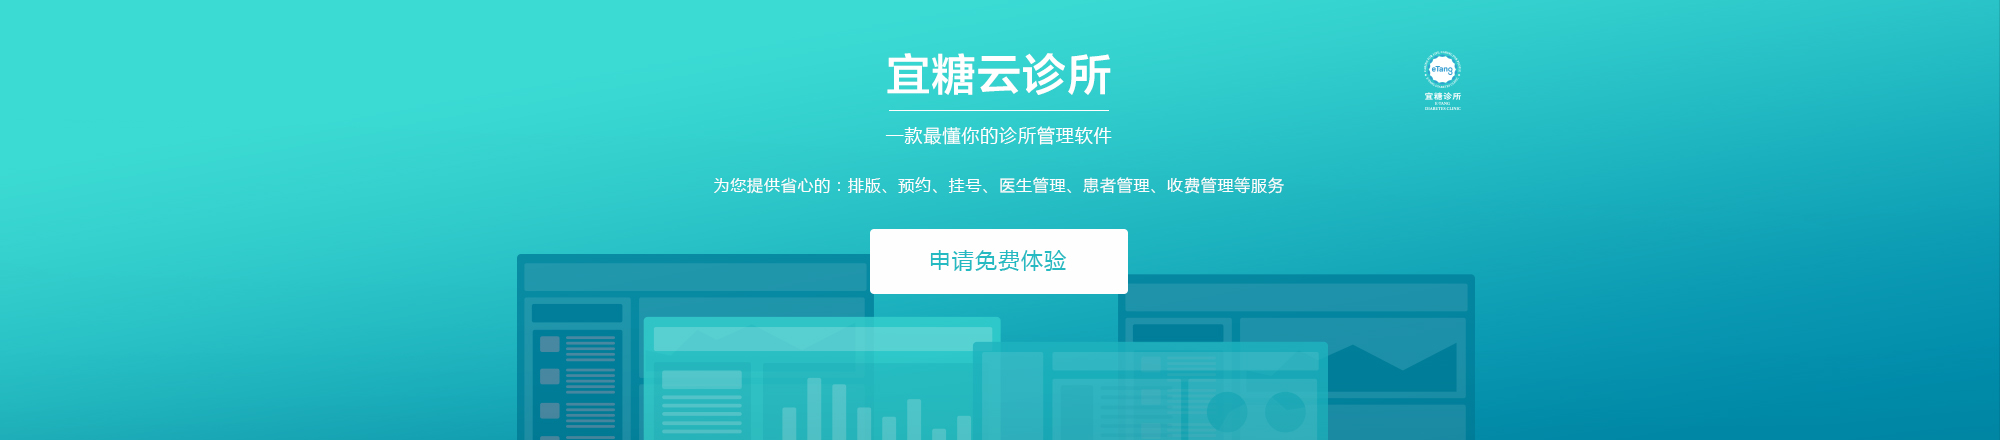 宜糖云诊所
一款最懂你的诊所管理软件
为您提供省心的：排版、预约、挂号、医生管理、患者管理、收费管理等服务
申请免费体验
eTang
宜糖诊所
E-TANG
DIABETES CLINIC